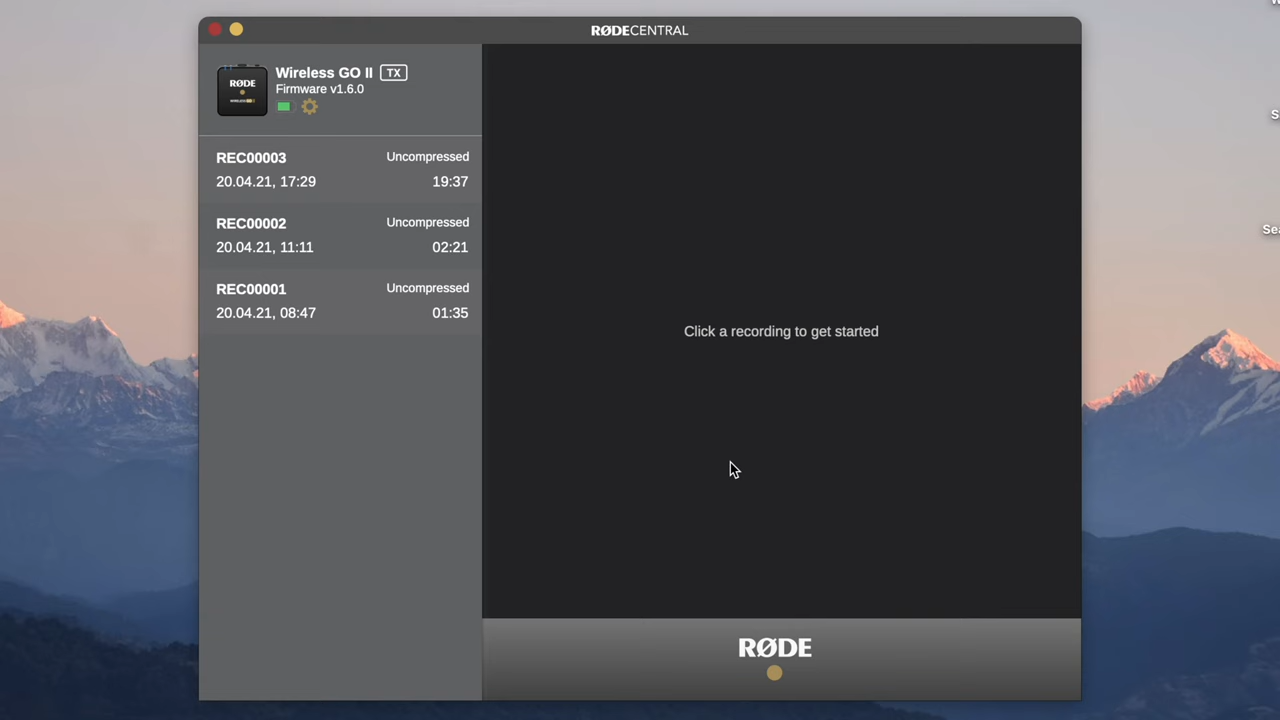 RØDECENTRAL
RØDE
Wireless GO II TX
Firmware v1.6.0
REC00003 Uncompressed
20.04.21, 17:29 19:37
REC00002 Uncompressed
20.04.21, 11:11 02:21
REC00001 Uncompressed
20.04.21, 08:47 01:35
Click a recording to get started
RØDE